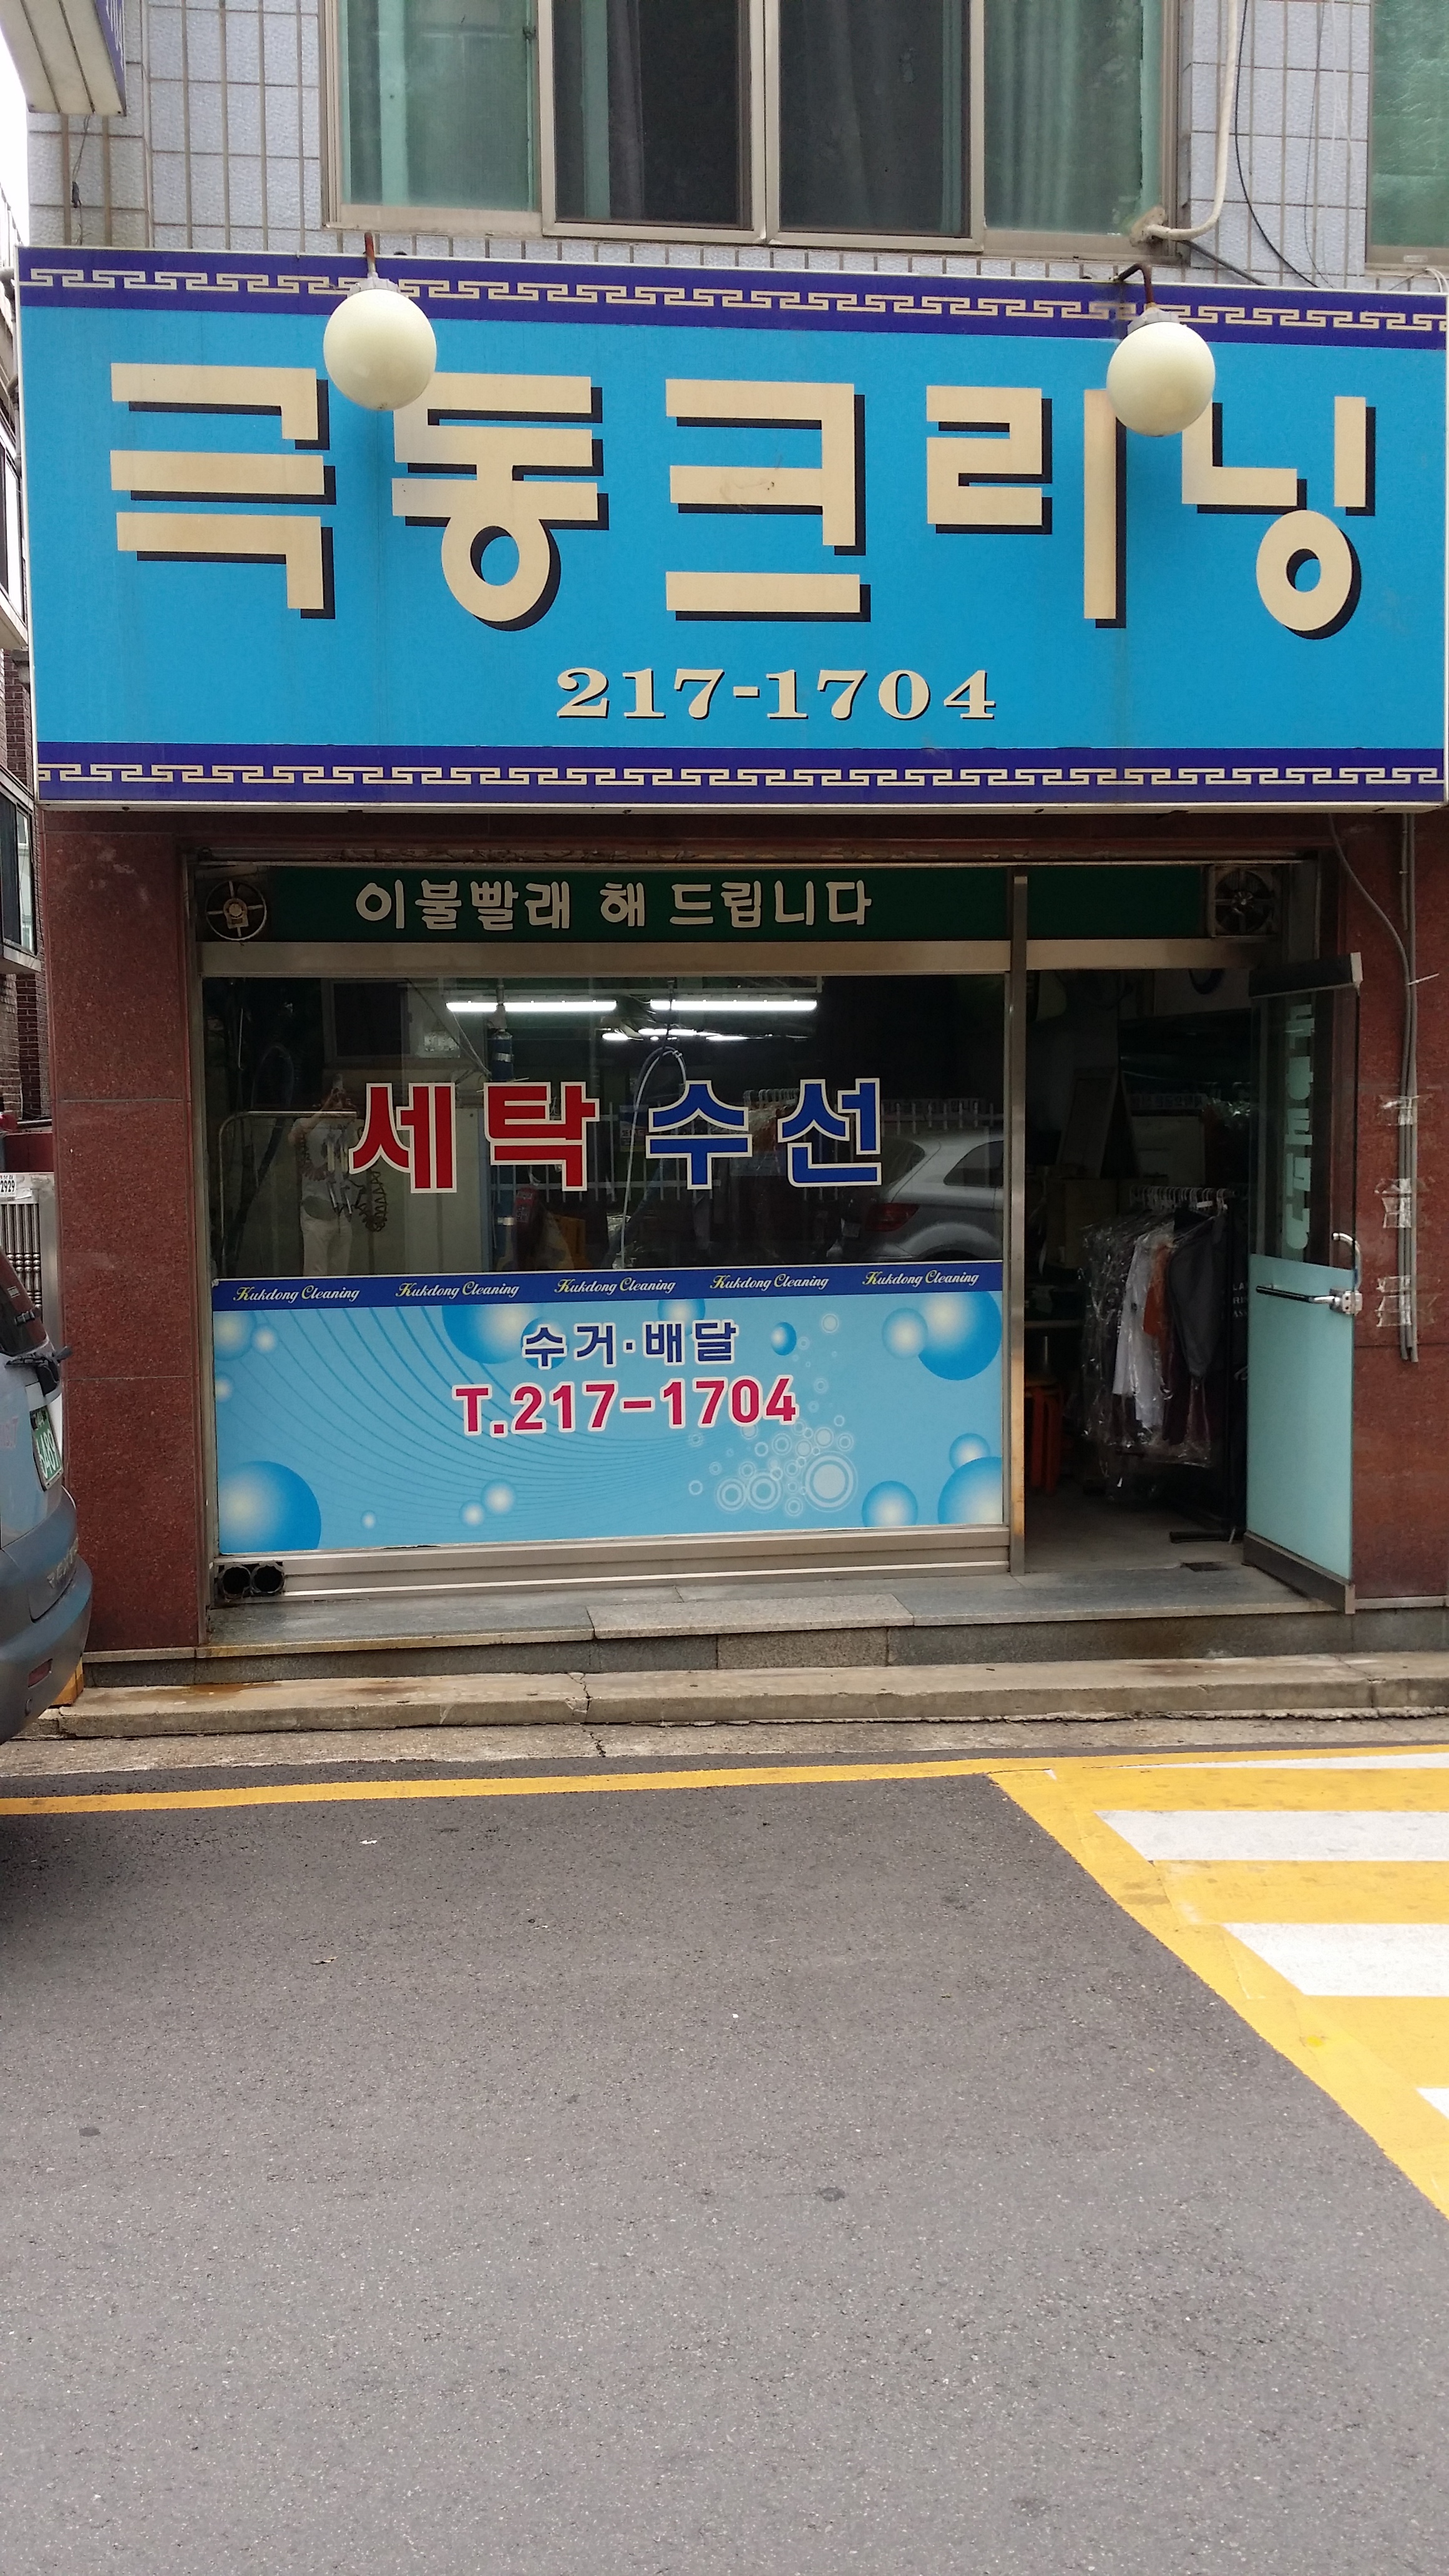 극동크리닝
217-1704
이불빨래 해 드립니다
세탁 수선
Kukdong Cleaning Kukdong Cleaning Kukdong Cleaning Kukdong Cleaning Kukdong Cleaning
수거·배달
T.217-1704
2929